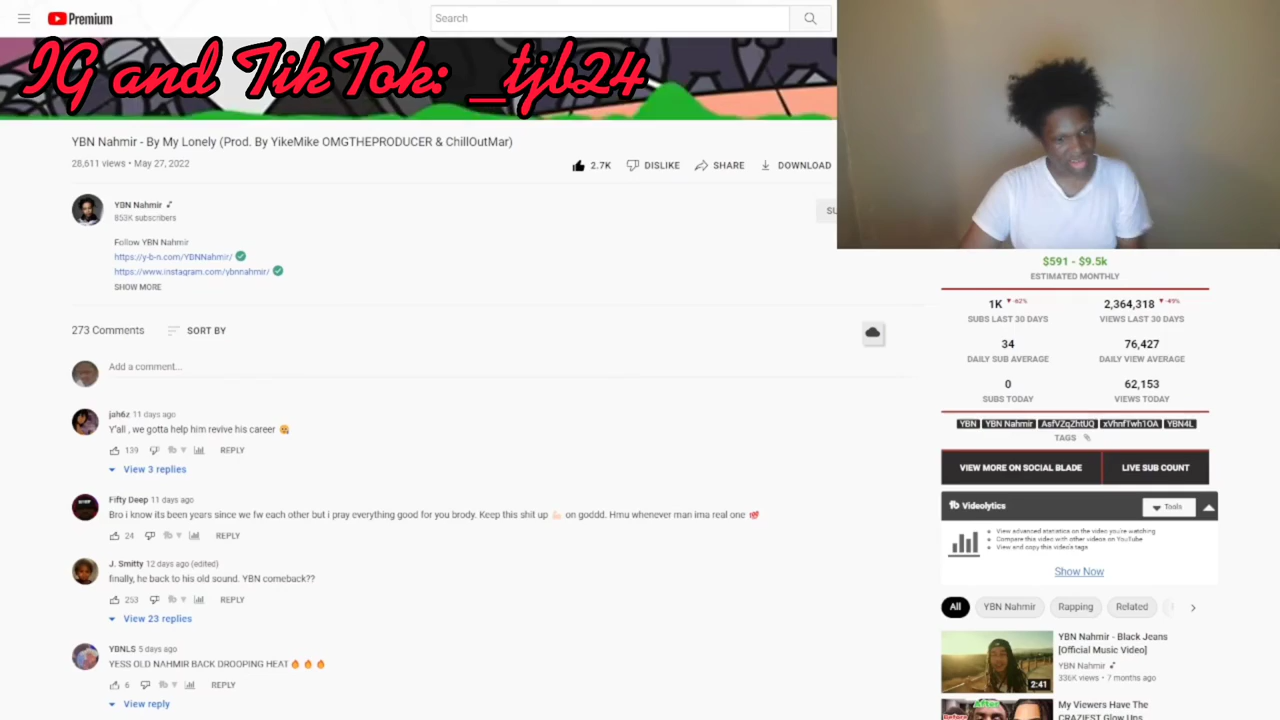 Premium
Search
IG and TikTok: _tjb24
YBN Nahmir - By My Lonely (Prod. By YikeMike OMGTHEPRODUCER & ChillOutMar)
28,611 views • May 27, 2022
2.7K
DISLIKE
SHARE
DOWNLOAD
YBN Nahmir
853K subscribers
SU
Follow YBN Nahmir
https://y-b-n.com/YBNNahmir/
https://www.instagram.com/ybnnahmir/
SHOW MORE
273 Comments
SORT BY
Add a comment...
jah6z 11 days ago
Y'all , we gotta help him revive his career
139
REPLY
View 3 replies
Fifty Deep 11 days ago
Bro i know its been years since we fw each other but i pray everything good for you brody. Keep this shit up 💪🏻 on goddd. Hmu whenever man ima real one 💯
24
REPLY
J. Smitty 12 days ago (edited)
finally, he back to his old sound. YBN comeback??
253
REPLY
View 23 replies
YBNLS 5 days ago
YESS OLD NAHMIR BACK DROOPING HEAT 🔥 🔥 🔥
6
REPLY
View reply
$591 - $9.5k
ESTIMATED MONTHLY
1K
SUBS LAST 30 DAYS
2,364,318
VIEWS LAST 30 DAYS
34
DAILY SUB AVERAGE
76,427
DAILY VIEW AVERAGE
0
SUBS TODAY
62,153
VIEWS TODAY
YBN YBN Nahmir AsfVZqZhtUQ xVhnfTwh1OA YBN4L
TAGS
VIEW MORE ON SOCIAL BLADE
LIVE SUB COUNT
Videolytics
Tools
View advanced statistics on the video you're watching
Compare this video with other videos on YouTube
View and copy this video's tags
Show Now
All
YBN Nahmir
Rapping
Related
YBN Nahmir - Black Jeans
[Official Music Video]
YBN Nahmir
336K views • 7 months ago
2:41
My Viewers Have The
CRAZIEST Glow Ups